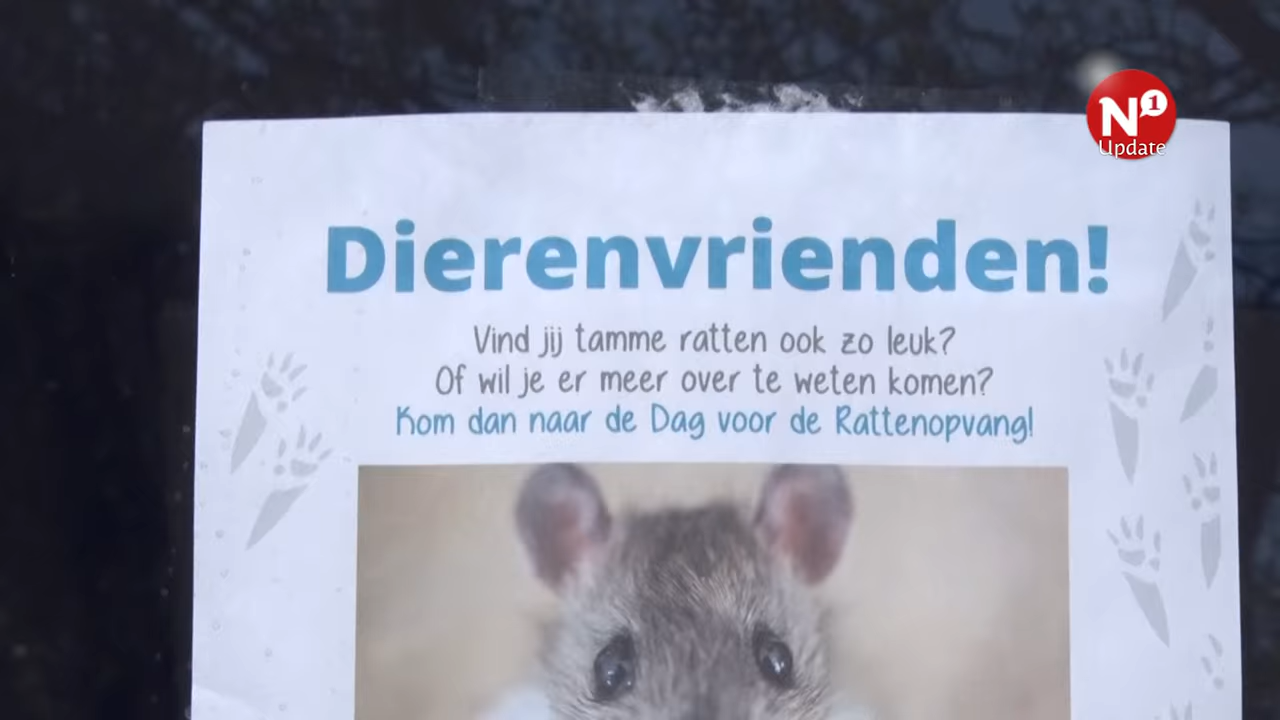 N1
Update
Dierenvrienden!
Vind jij tamme ratten ook zo leuk?
Of wil je er meer over te weten komen?
Kom dan naar de Dag voor de Rattenopvang!